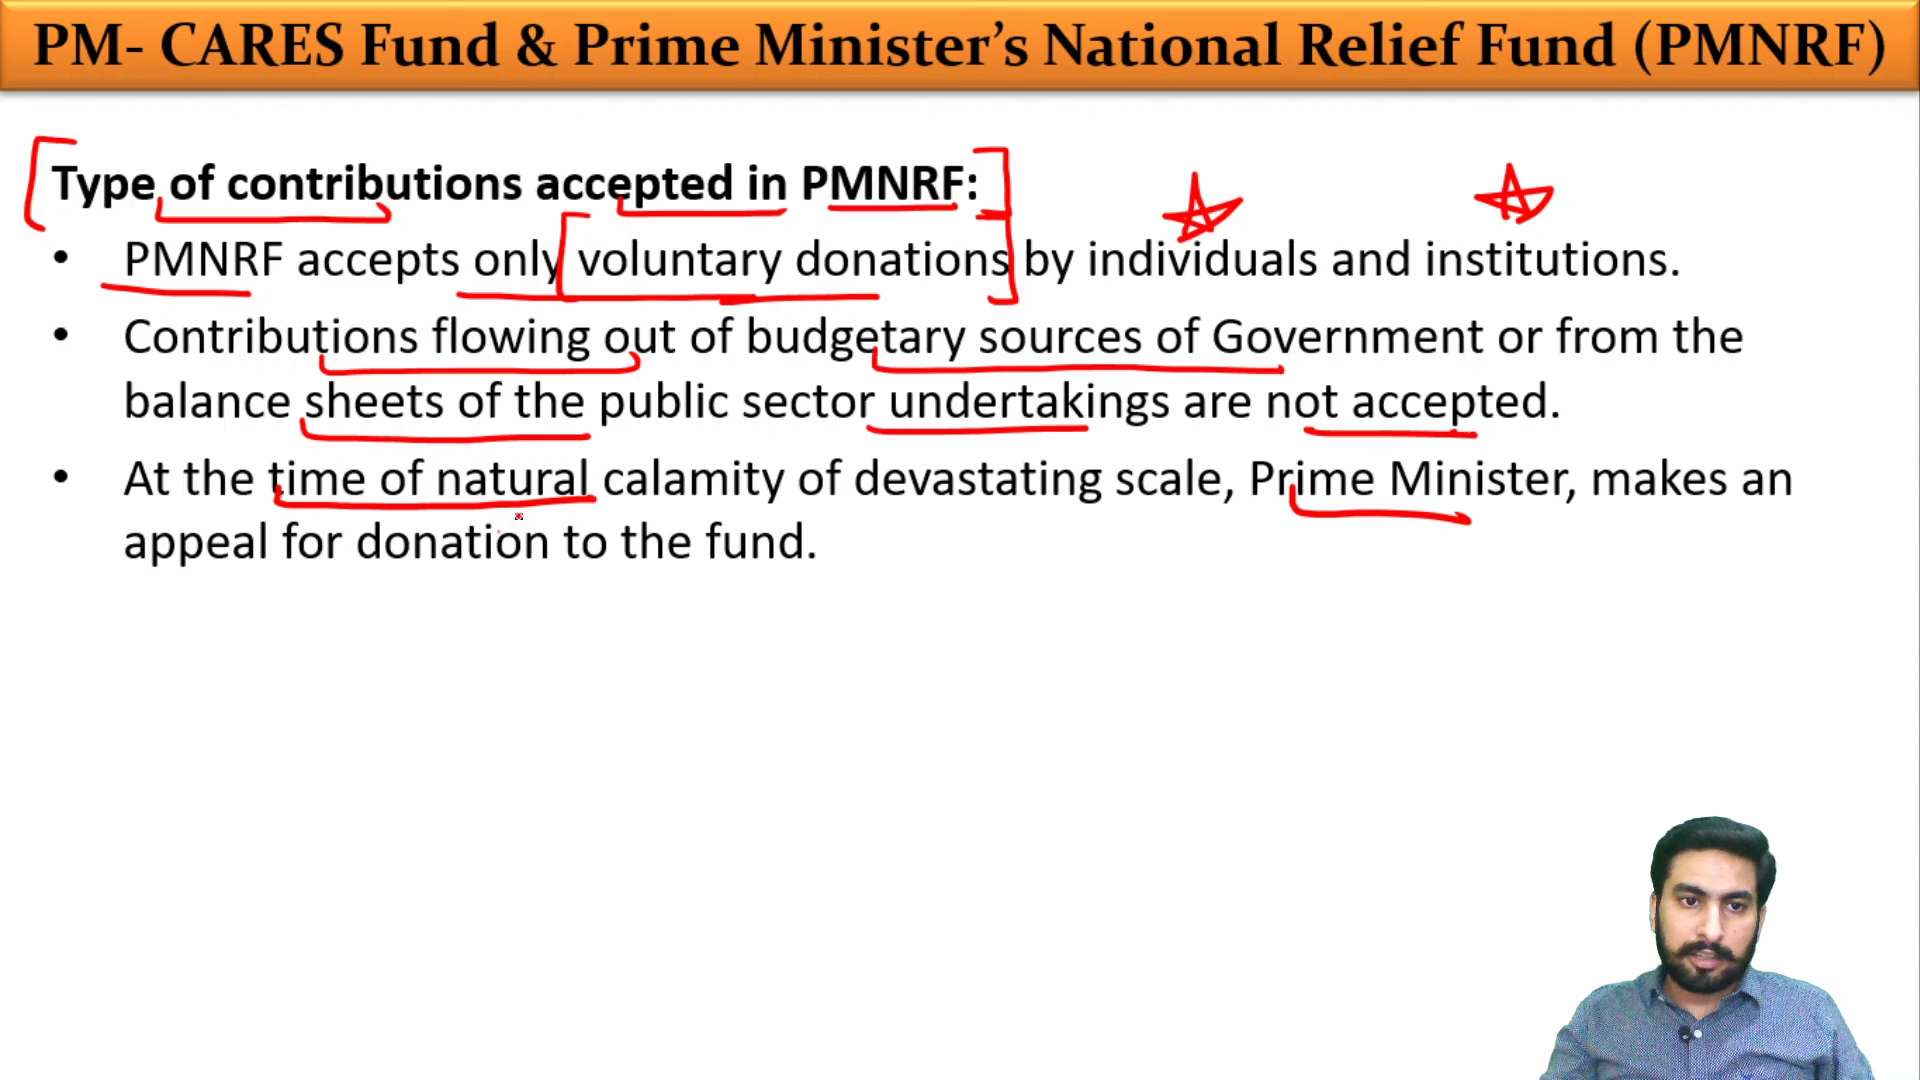 PM- CARES Fund & Prime Minister's National Relief Fund (PMNRF)
Type of contributions accepted in PMNRF:
• PMNRF accepts only voluntary donations by individuals and institutions.
• Contributions flowing out of budgetary sources of Government or from the
balance sheets of the public sector undertakings are not accepted.
• At the time of natural calamity of devastating scale, Prime Minister, makes an
appeal for donation to the fund.